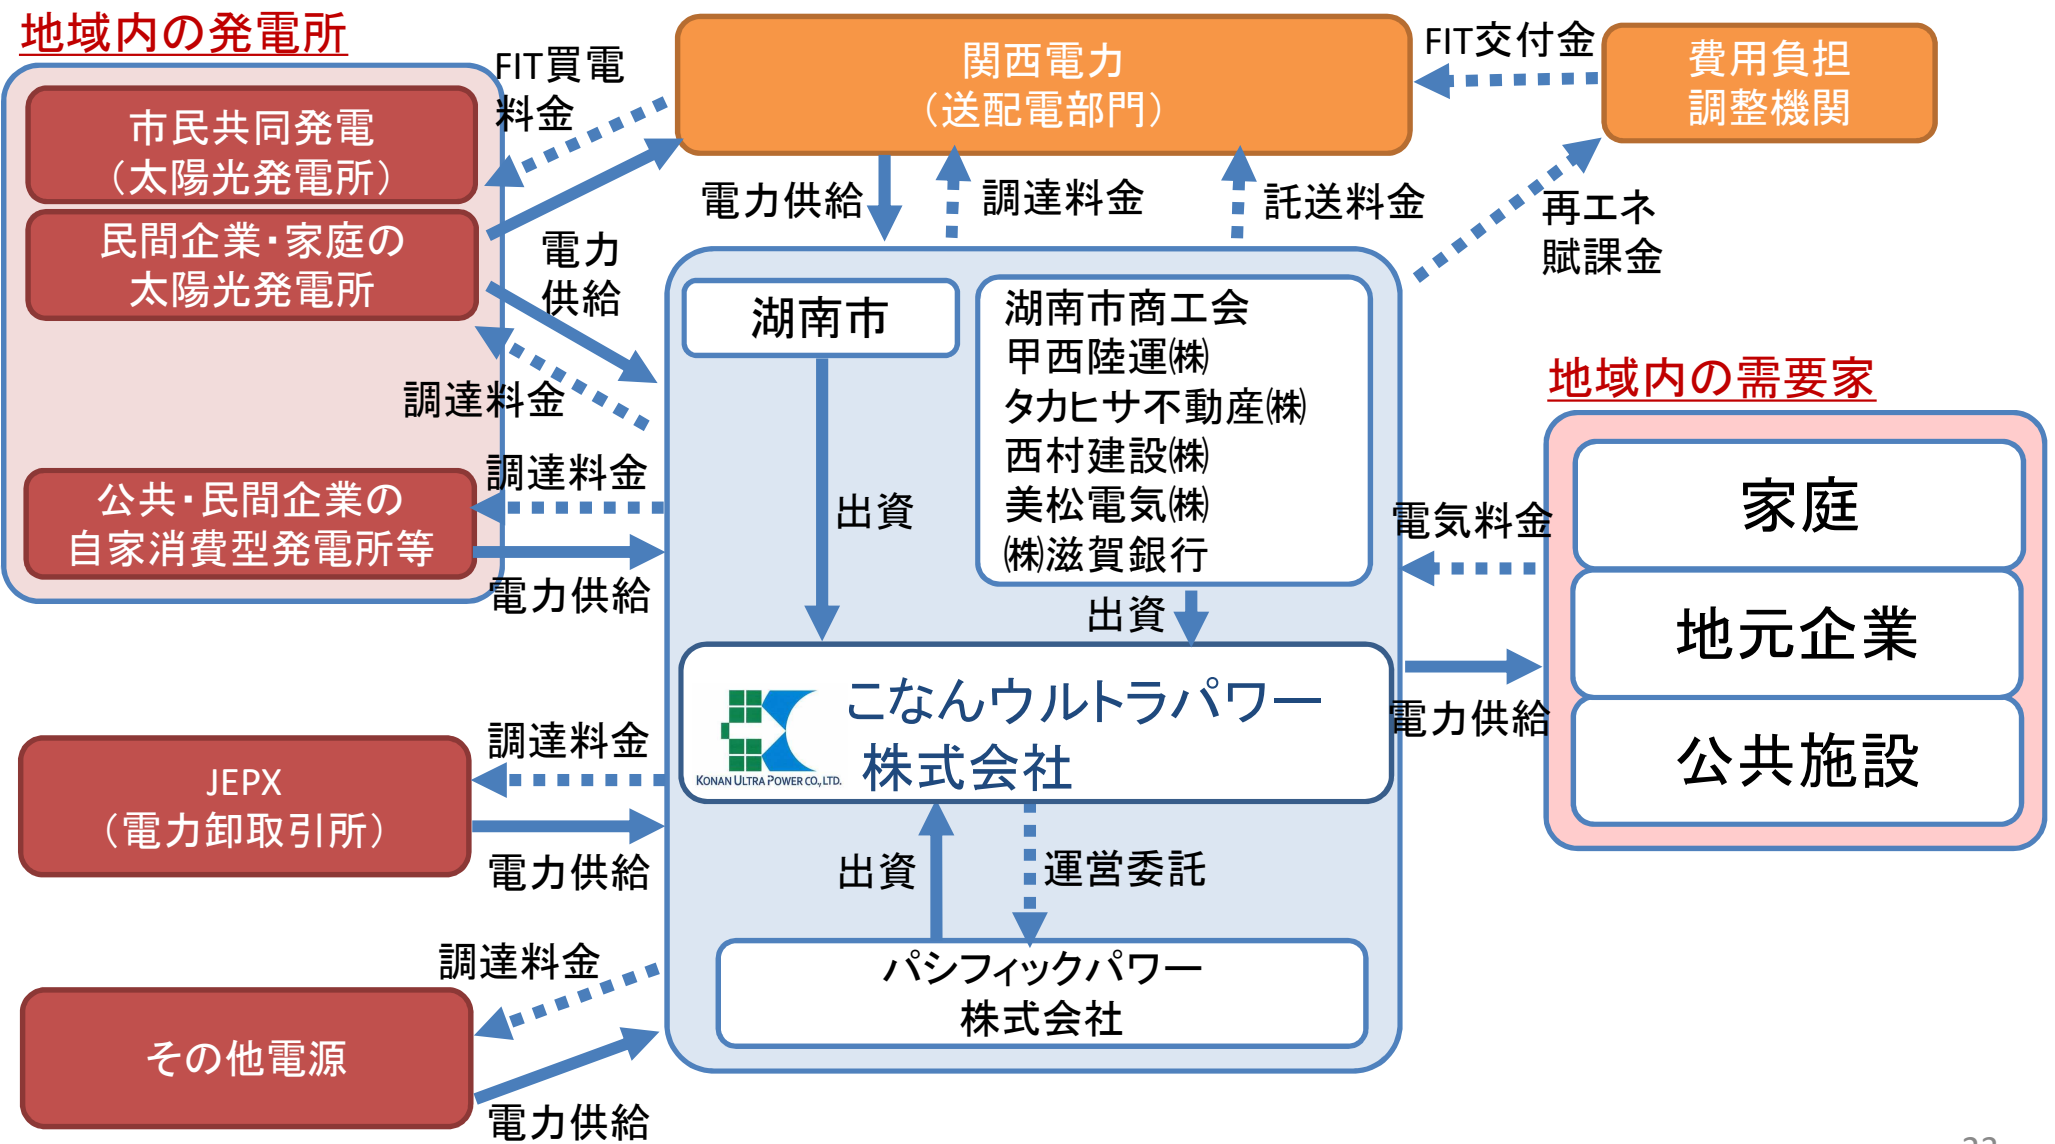 地域内の発電所
市民共同発電
（太陽光発電所）
民間企業・家庭の
太陽光発電所
公共・民間企業の
自家消費型発電所等
JEPX
（電力卸取引所）
その他電源
FIT買電
料金
電力
供給
調達料金
調達料金
電力供給
調達料金
電力供給
調達料金
電力供給
関西電力
（送配電部門）
FIT交付金
費用負担
調整機関
電力供給
調達料金
託送料金
再エネ
賦課金
湖南市
湖南市商工会
甲西陸運㈱
タカヒサ不動産㈱
西村建設㈱
美松電気㈱
㈱滋賀銀行
出資
出資
こなんウルトラパワー
株式会社
KONAN ULTRA POWER CO., LTD.
出資
運営委託
パシフィックパワー
株式会社
地域内の需要家
家庭
地元企業
公共施設
電気料金
電力供給